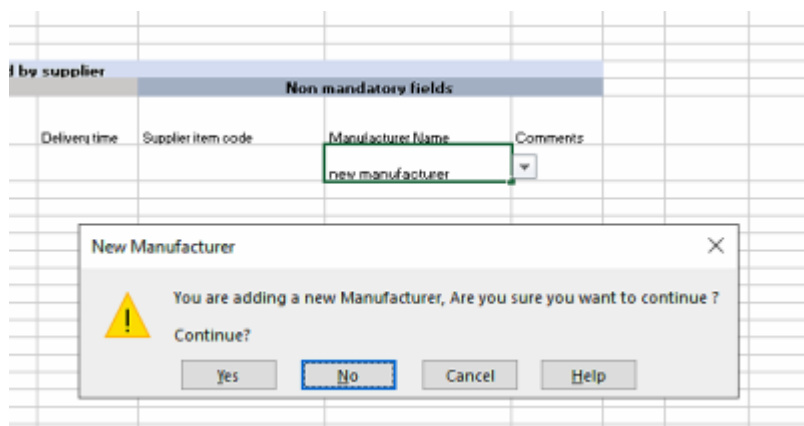 d by supplier
Non mandatory fields
Delivery time Supplier item code Manufacturer Name Comments
new manufacturer
New Manufacturer
You are adding a new Manufacturer, Are you sure you want to continue ?
Continue?
Yes No Cancel Help